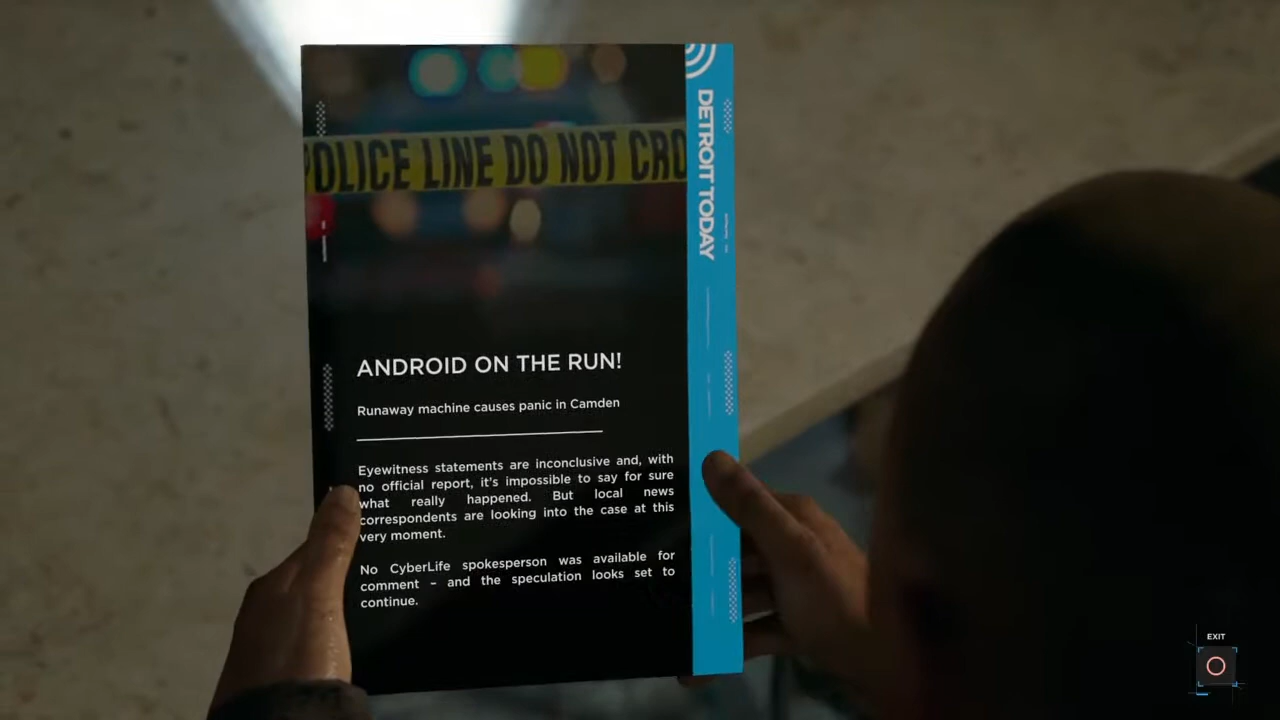 POLICE LINE DO NOT CRO
DETROIT TODAY
ANDROID ON THE RUN!
Runaway machine causes panic in Camden
Eyewitness statements are inconclusive and, with
no official report, it's impossible to say for sure
what really happened. But local news
correspondents are looking into the case at this
very moment.
No CyberLife spokesperson was available for
comment – and the speculation looks set to
continue.
EXIT